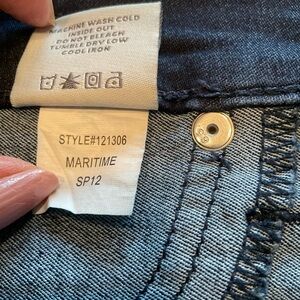 MACHINE WASH COLD
INSIDE OUT
DO NOT BLEACH
TUMBLE DRY LOW
COOL IRON
STYLE#121306
MARITIME
SP12